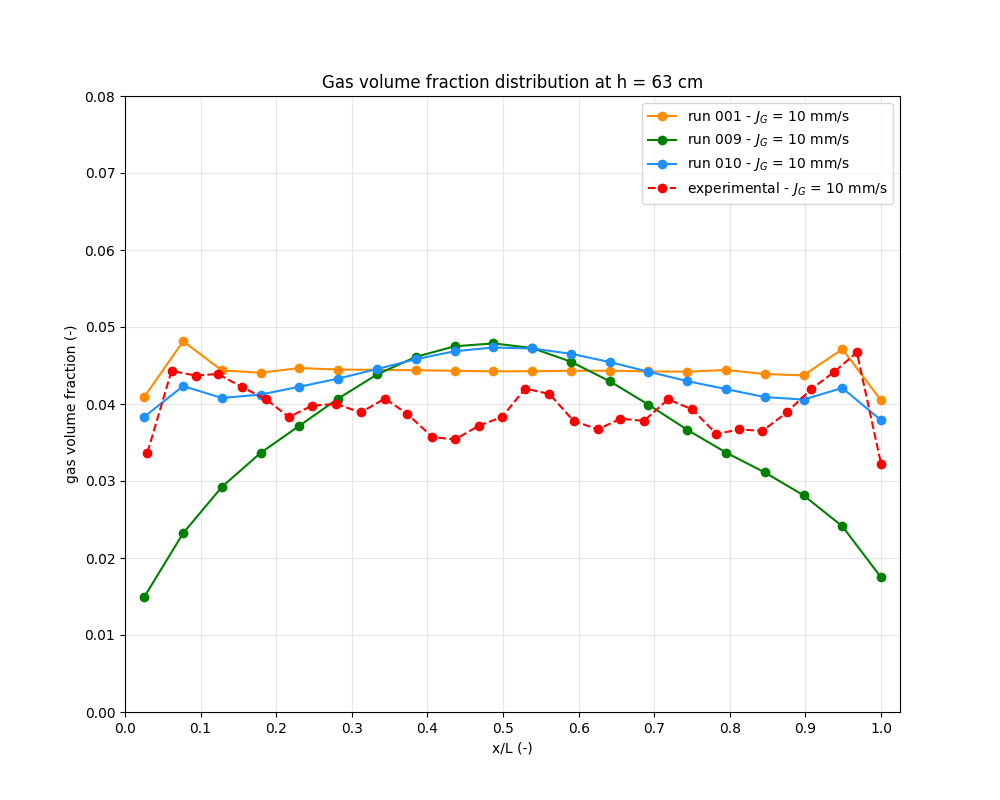 Gas volume fraction distribution at h = 63 cm
run 001 - J_G = 10 mm/s
run 009 - J_G = 10 mm/s
run 010 - J_G = 10 mm/s
experimental - J_G = 10 mm/s
0.08
0.07
0.06
0.05
0.04
0.03
0.02
0.01
0.00
gas volume fraction (-)
0.0 0.1 0.2 0.3 0.4 0.5 0.6 0.7 0.8 0.9 1.0
x/L (-)